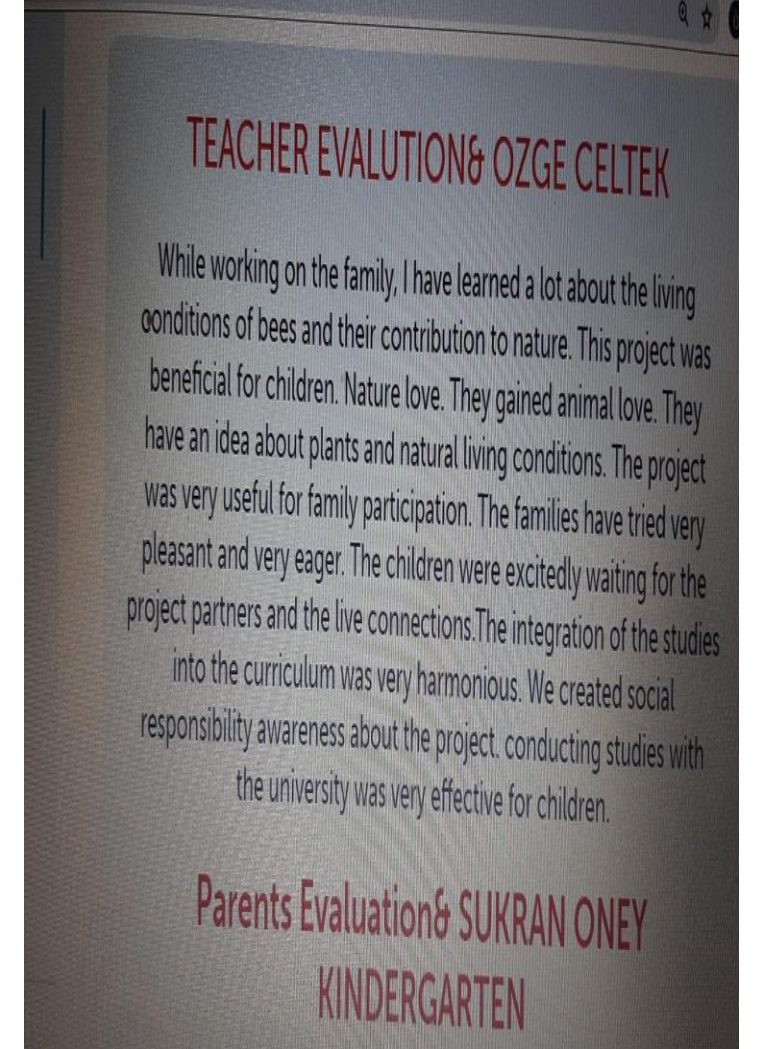 TEACHER EVALUTION& OZGE CELTEK
While working on the family, I have learned a lot about the living
conditions of bees and their contribution to nature. This project was
beneficial for children. Nature love. They gained animal love. They
have an idea about plants and natural living conditions. The project
was very useful for family participation. The families have tried very
pleasant and very eager. The children were excitedly waiting for the
project partners and the live connections.The integration of the studies
into the curriculum was very harmonious. We created social
responsibility awareness about the project. conducting studies with
the university was very effective for children.
Parents Evaluation& SUKRAN ONEY
KINDERGARTEN